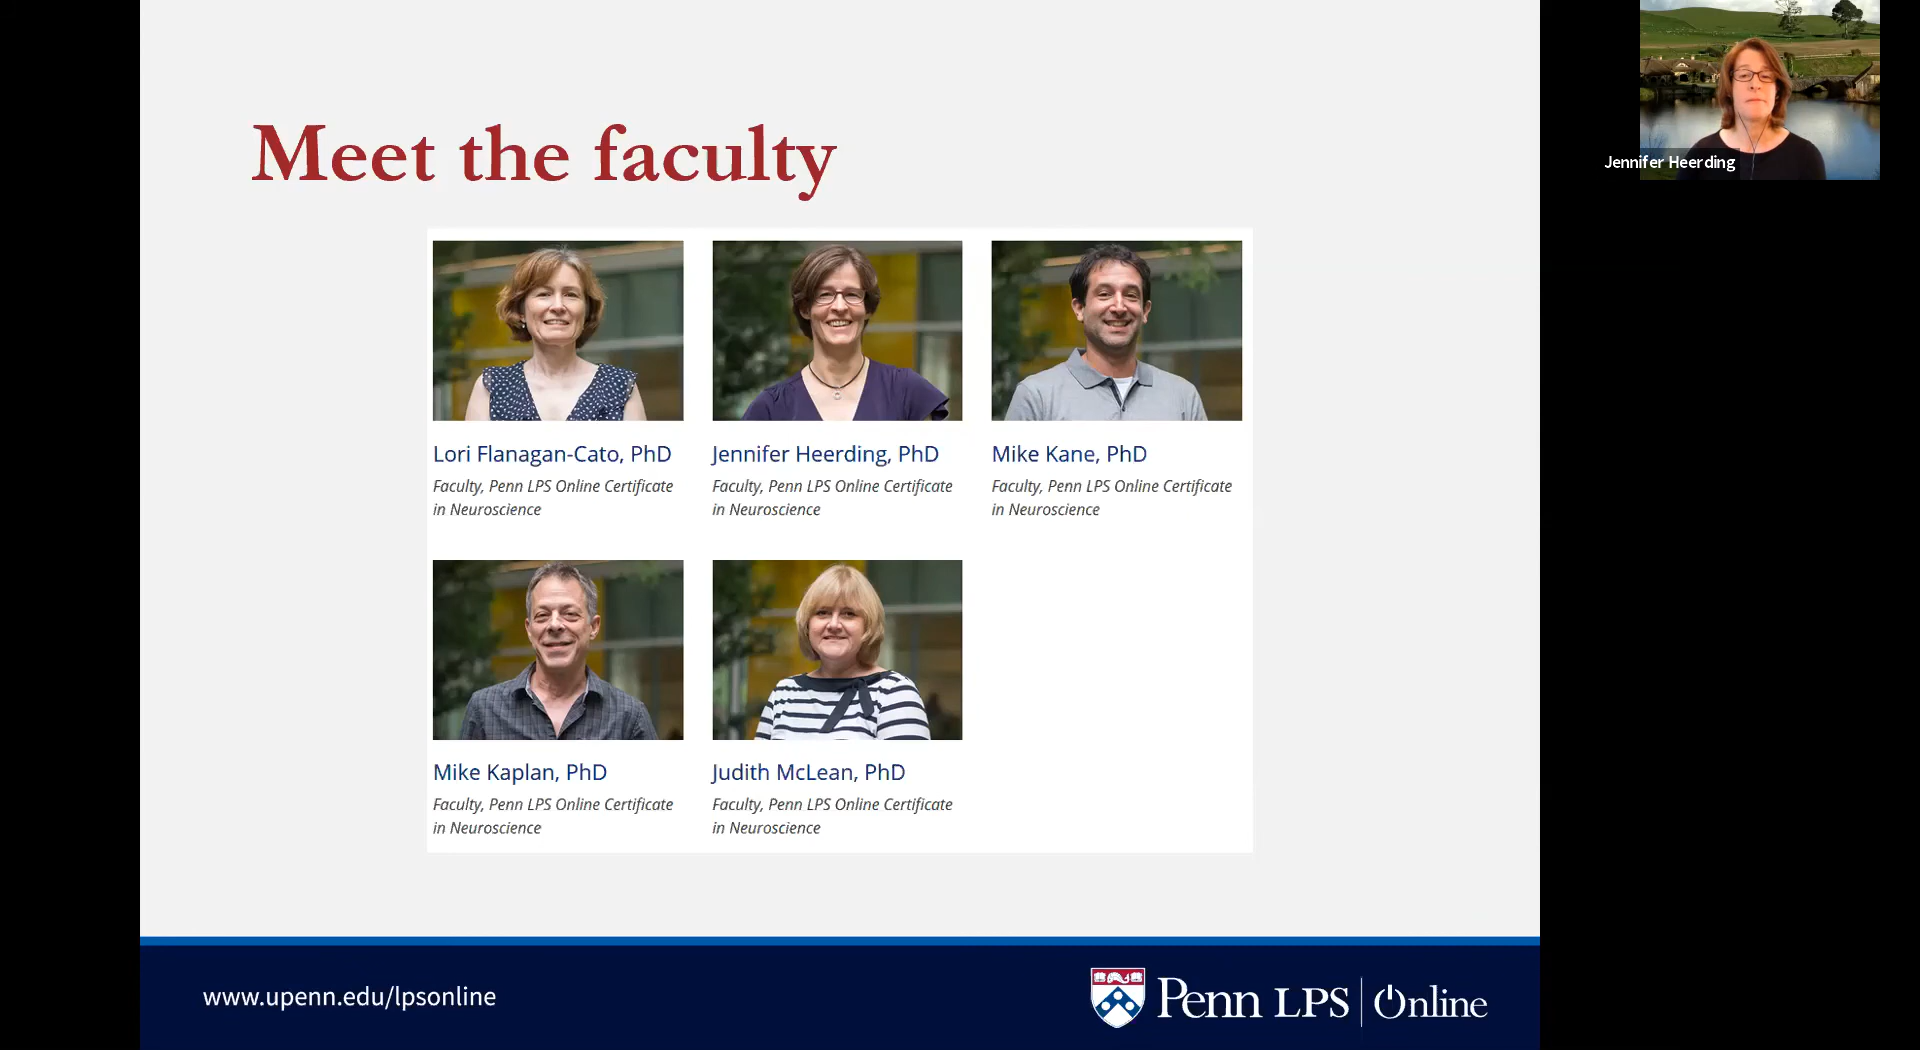 Meet the faculty
Jennifer Heerding
Lori Flanagan-Cato, PhD
Faculty, Penn LPS Online Certificate
in Neuroscience
Jennifer Heerding, PhD
Faculty, Penn LPS Online Certificate
in Neuroscience
Mike Kane, PhD
Faculty, Penn LPS Online Certificate
in Neuroscience
Mike Kaplan, PhD
Faculty, Penn LPS Online Certificate
in Neuroscience
Judith McLean, PhD
Faculty, Penn LPS Online Certificate
in Neuroscience
www.upenn.edu/lpsonline
Penn LPS Online